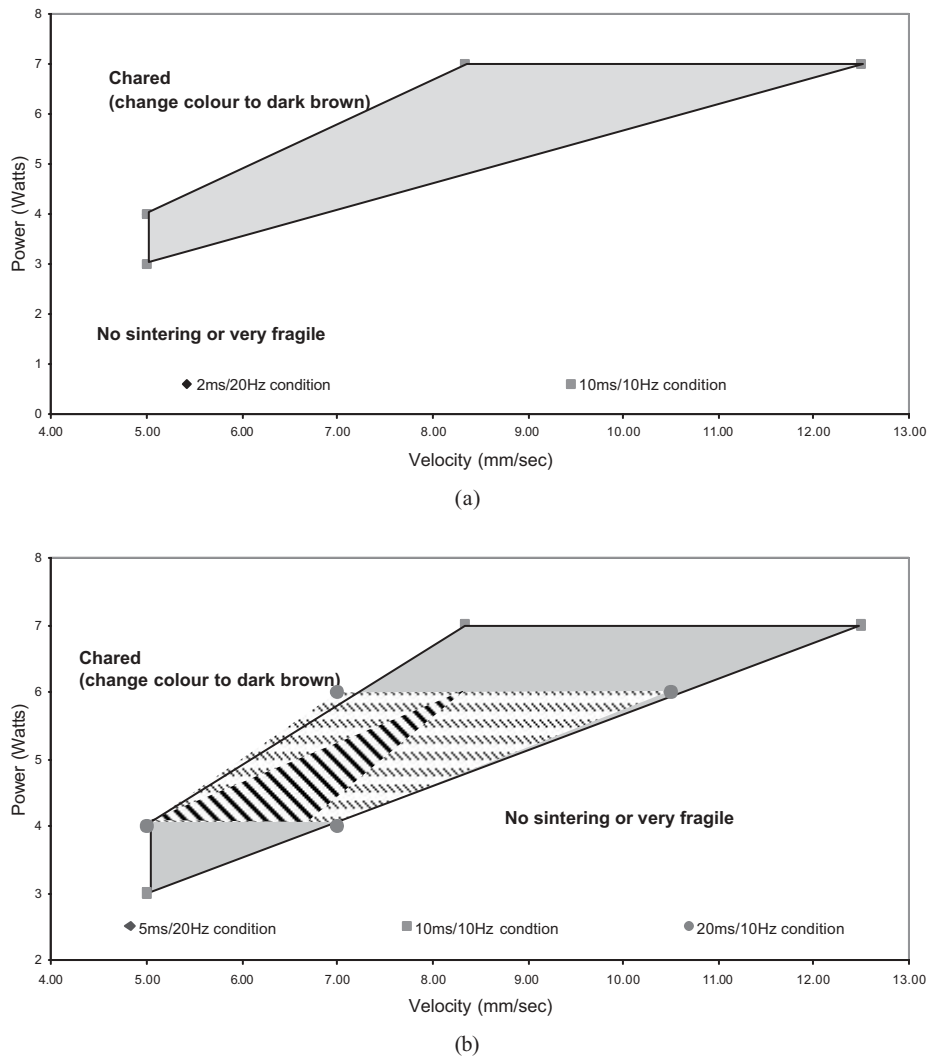 8
7
6
5
4
3
2
1
0
Power (Watts)
Chared
(change colour to dark brown)
No sintering or very fragile
2ms/20Hz condition 10ms/10Hz condition
4.00 5.00 6.00 7.00 8.00 9.00 10.00 11.00 12.00 13.00
Velocity (mm/sec)
(a)
8
7
6
5
4
3
2
Power (Watts)
Chared
(change colour to dark brown)
No sintering or very fragile
5ms/20Hz condition 10ms/10Hz condtion 20ms/10Hz condition
4.00 5.00 6.00 7.00 8.00 9.00 10.00 11.00 12.00 13.00
Velocity (mm/sec)
(b)